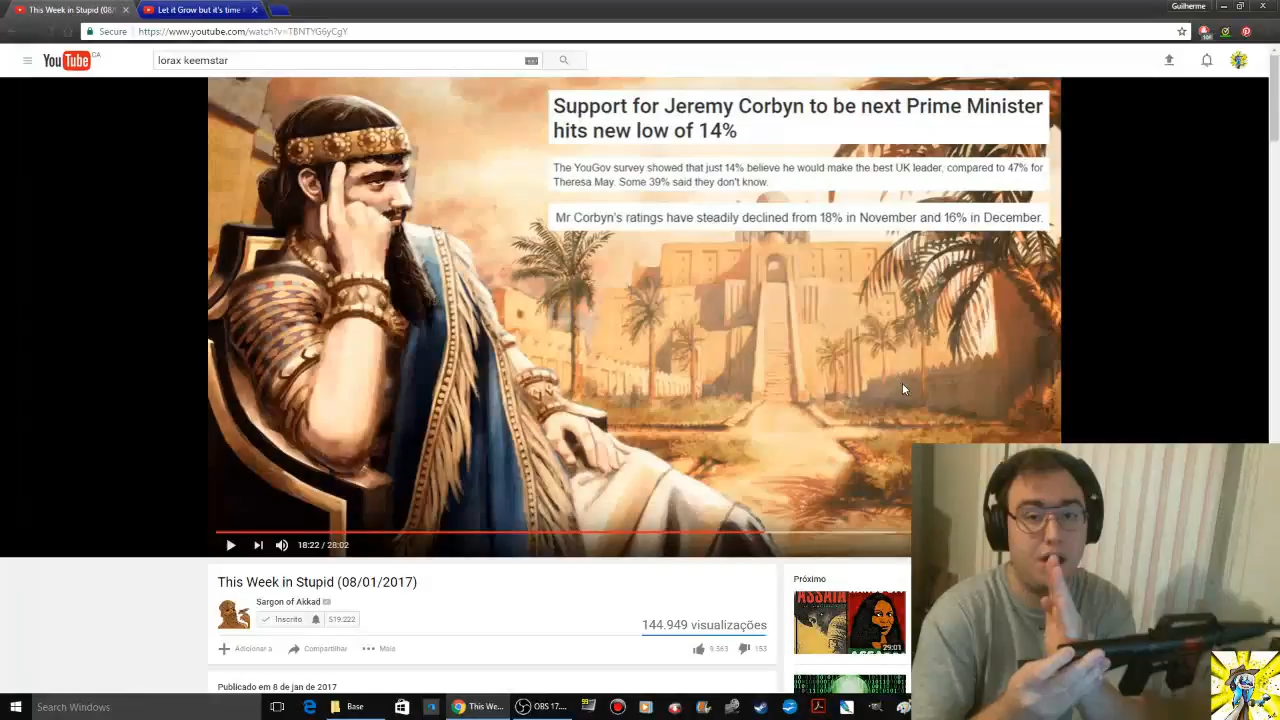 This Week in Stupid (08/
Let it Grow but it's time
Guilherme
Secure
https://www.youtube.com/watch?v=TBNTYG6yCgY
YouTube CA
lorax keemstar
Support for Jeremy Corbyn to be next Prime Minister
hits new low of 14%
The YouGov survey showed that just 14% believe he would make the best UK leader, compared to 47% for
Theresa May. Some 39% said they don't know.
Mr Corbyn's ratings have steadily declined from 18% in November and 16% in December.
18:22 / 28:02
This Week in Stupid (08/01/2017)
Sargon of Akkad
Inscrito 519.222
144.949 visualizações
Adicionar a Compartilhar Mais
9.563 153
Publicado em 8 de jan de 2017
Próximo
29:01
Search Windows
Base
This We...
OBS 17....